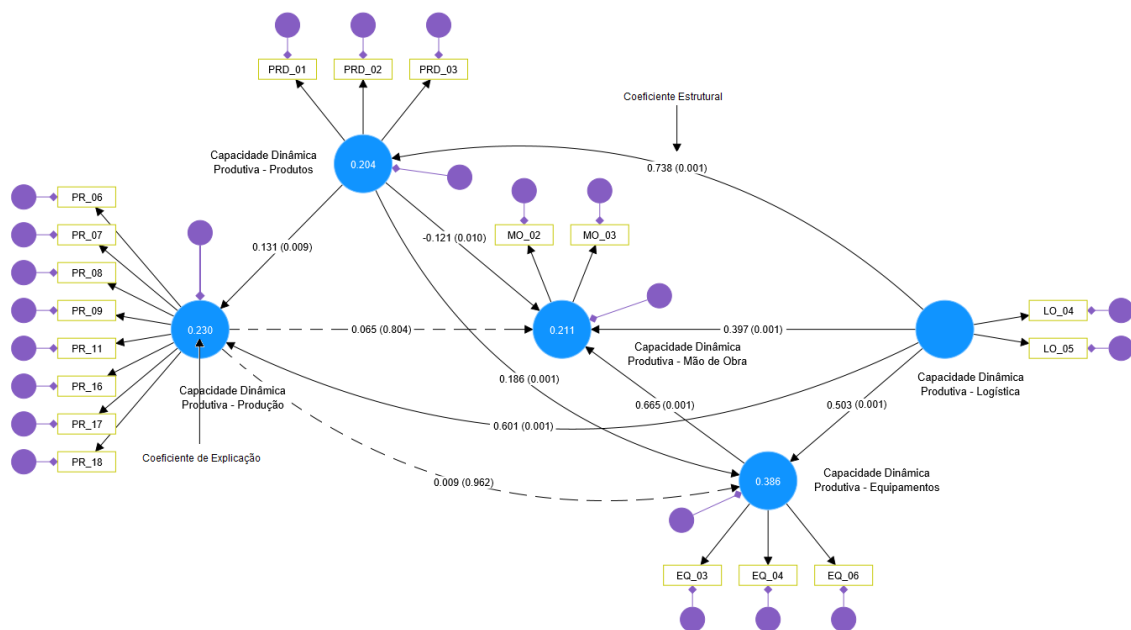 PRD_01
PRD_02
PRD_03
Coeficiente Estrutural
Capacidade Dinâmica
Produtiva - Produtos
0.204
0.738 (0.001)
PR_06
PR_07
PR_08
PR_09
PR_11
PR_16
PR_17
PR_18
MO_02
MO_03
-0.121 (0.010)
0.131 (0.009)
0.230
0.065 (0.804)
0.211
0.397 (0.001)
LO_04
LO_05
Capacidade Dinâmica
Produtiva - Mão de Obra
Capacidade Dinâmica
Produtiva - Logística
Capacidade Dinâmica
Produtiva - Produção
0.186 (0.001)
0.665 (0.001)
0.503 (0.001)
0.601 (0.001)
Coeficiente de Explicação
0.009 (0.962)
0.386
Capacidade Dinâmica
Produtiva - Equipamentos
EQ_03
EQ_04
EQ_06